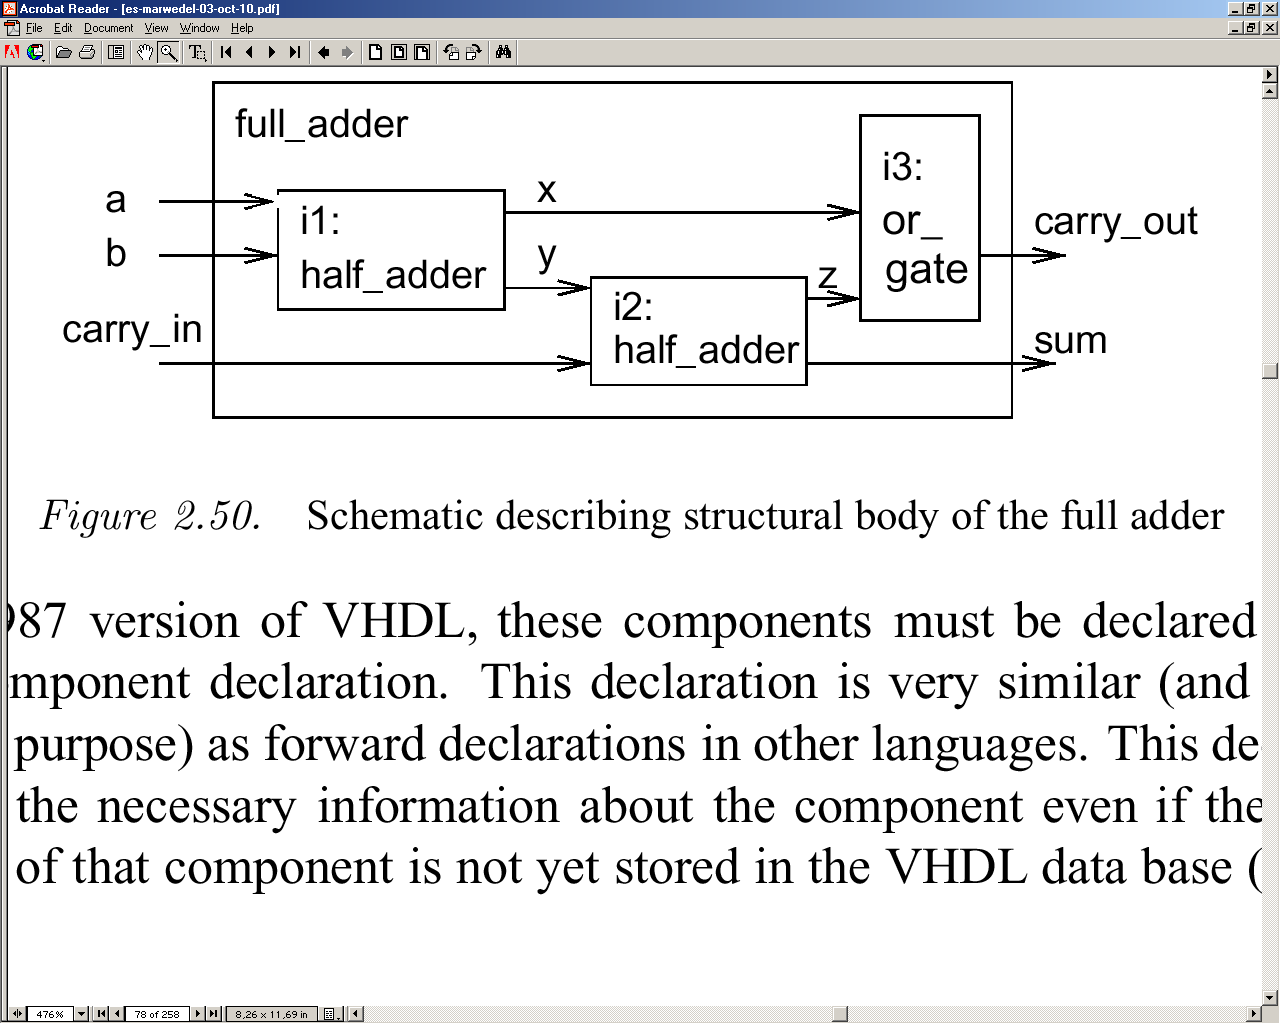 Acrobat Reader - [es-marwedel-03-oct-10.pdf]
File Edit Document View Window Help
full_adder
i3:
or_
gate
a
b
carry_in
i1:
half_adder
x
y
z
i2:
half_adder
carry_out
sum
Figure 2.50. Schematic describing structural body of the full adder
987 version of VHDL, these components must be declared
mponent declaration. This declaration is very similar (and
purpose) as forward declarations in other languages. This de
the necessary information about the component even if the
of that component is not yet stored in the VHDL data base (
476% 78 of 258 8,26 x 11,69 in